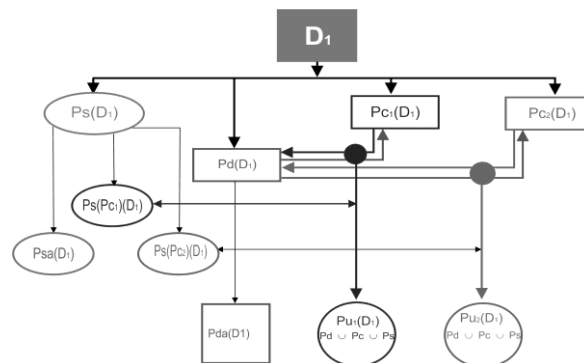 D₁
Ps(D₁)
Pc₁(D₁)
Pc₂(D₁)
Pd(D₁)
Ps(Pc₁)(D₁)
Psa(D₁)
Ps(Pc₂)(D₁)
Pda(D1)
Pu₁(D₁)
Pd ∪ Pc ∪ Ps
Pu₂(D₁)
Pd ∪ Pc ∪ Ps